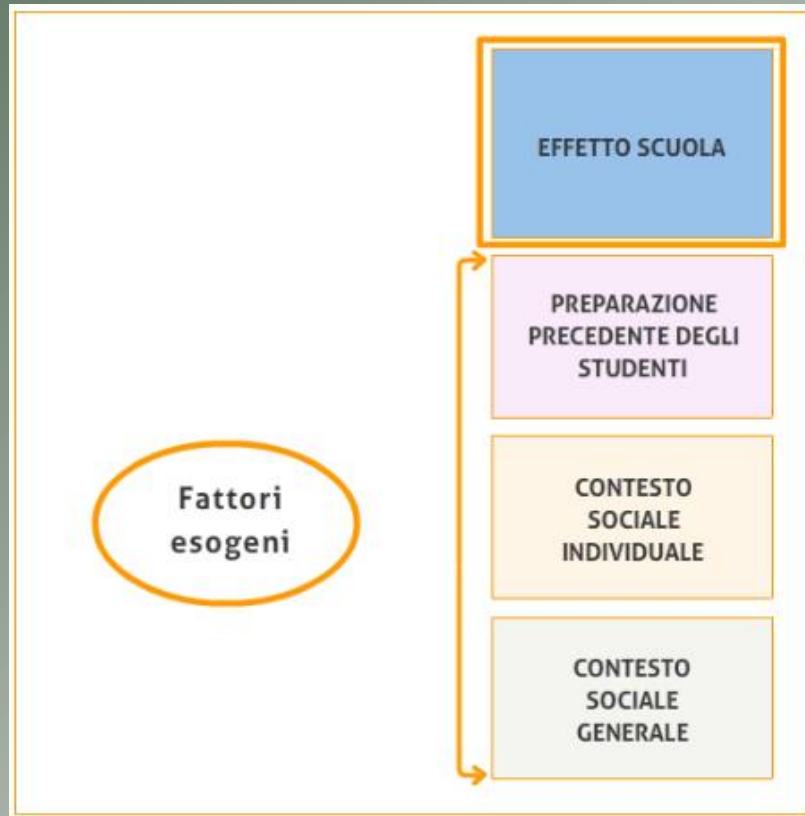 EFFETTO SCUOLA
PREPARAZIONE
PRECEDENTE DEGLI
STUDENTI
Fattori
esogeni
CONTESTO
SOCIALE
INDIVIDUALE
CONTESTO
SOCIALE
GENERALE